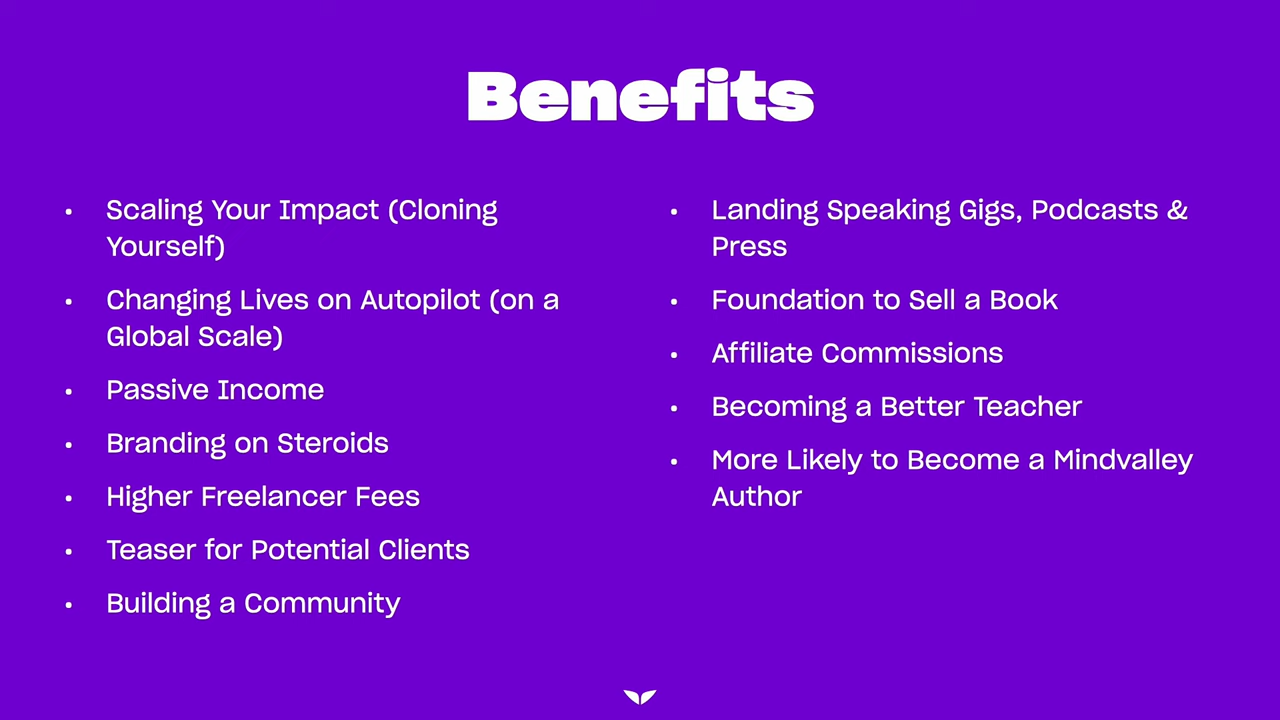 Benefits
• Scaling Your Impact (Cloning
Yourself)
• Changing Lives on Autopilot (on a
Global Scale)
• Passive Income
• Branding on Steroids
• Higher Freelancer Fees
• Teaser for Potential Clients
• Building a Community
• Landing Speaking Gigs, Podcasts &
Press
• Foundation to Sell a Book
• Affiliate Commissions
• Becoming a Better Teacher
• More Likely to Become a Mindvalley
Author